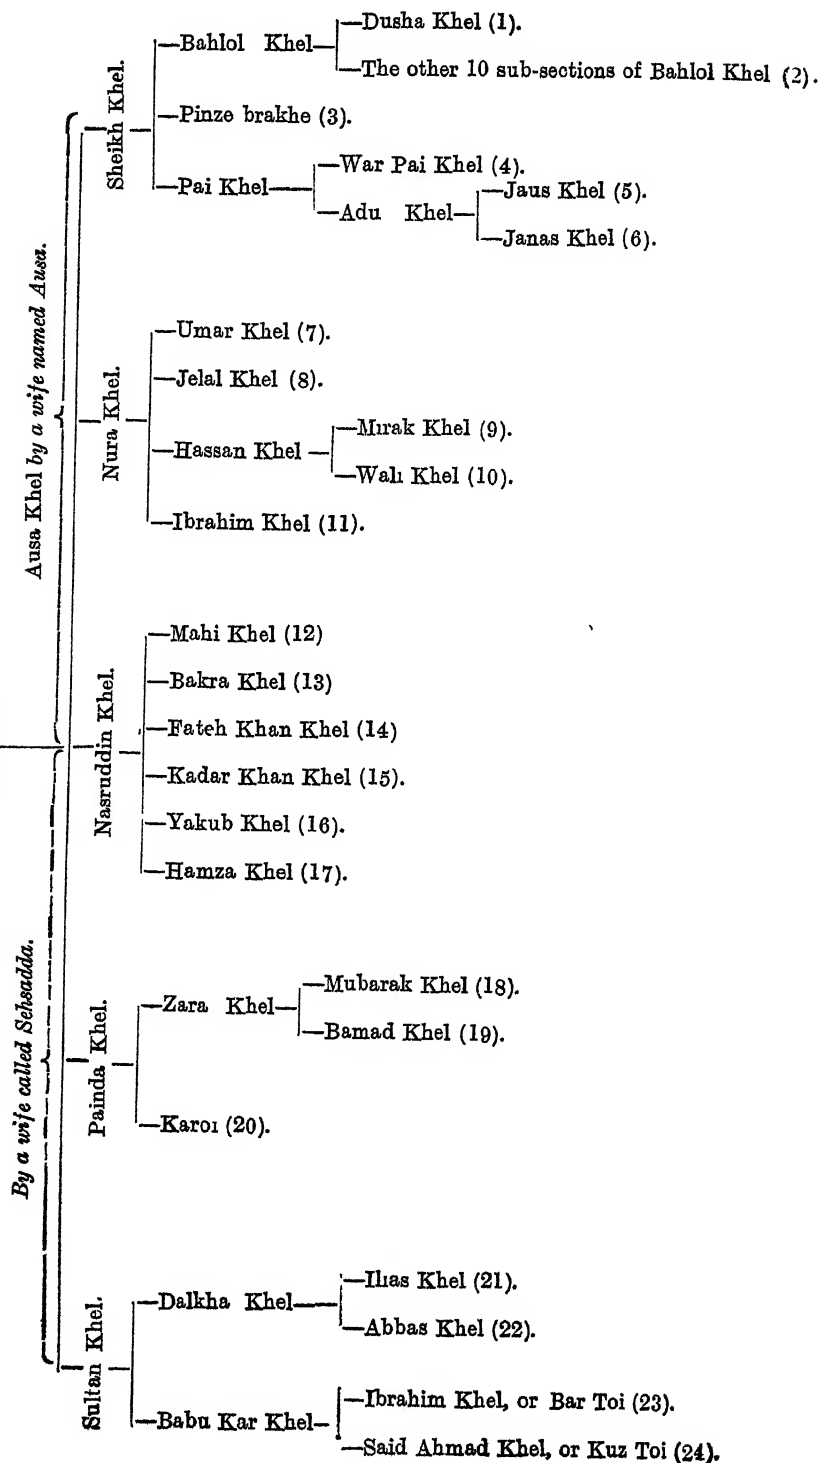 Ausa Khel by a wife named Ausa.
Sheikh Khel.
Bahlol Khel
Dusha Khel (1).
The other 10 sub-sections of Bahlol Khel (2).
Pinze brakhe (3).
Pai Khel
War Pai Khel (4).
Adu Khel
Jaus Khel (5).
Janas Khel (6).
Nura Khel.
Umar Khel (7).
Jelal Khel (8).
Hassan Khel
Mırak Khel (9).
Walı Khel (10).
Ibrahim Khel (11).
Nasruddin Khel.
Mahi Khel (12)
Bakra Khel (13)
Fateh Khan Khel (14)
Kadar Khan Khel (15).
Yakub Khel (16).
Hamza Khel (17).
By a wife called Sehsadda.
Painda Khel.
Zara Khel
Mubarak Khel (18).
Bamad Khel (19).
Karoı (20).
Sultan Khel.
Dalkha Khel
Ilıas Khel (21).
Abbas Khel (22).
Babu Kar Khel
Ibrahim Khel, or Bar Toi (23).
Said Ahmad Khel, or Kuz Toi (24).